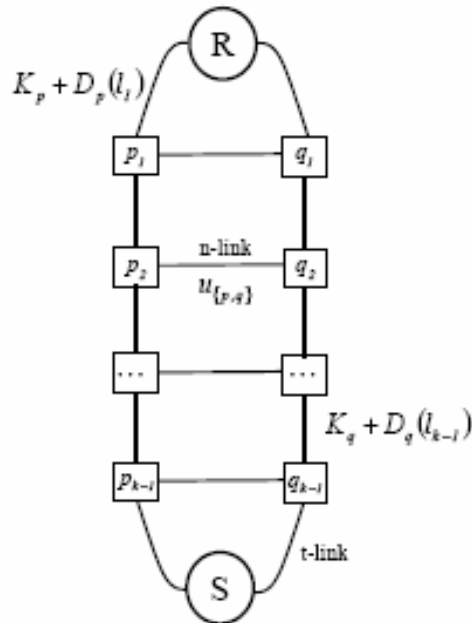 R
K_p + D_p(l_1)
p_1 q_1
n-link
p_2 q_2
u_{p,q}
... ...
K_q + D_q(l_{k-1})
p_{k-1} q_{k-1}
t-link
S